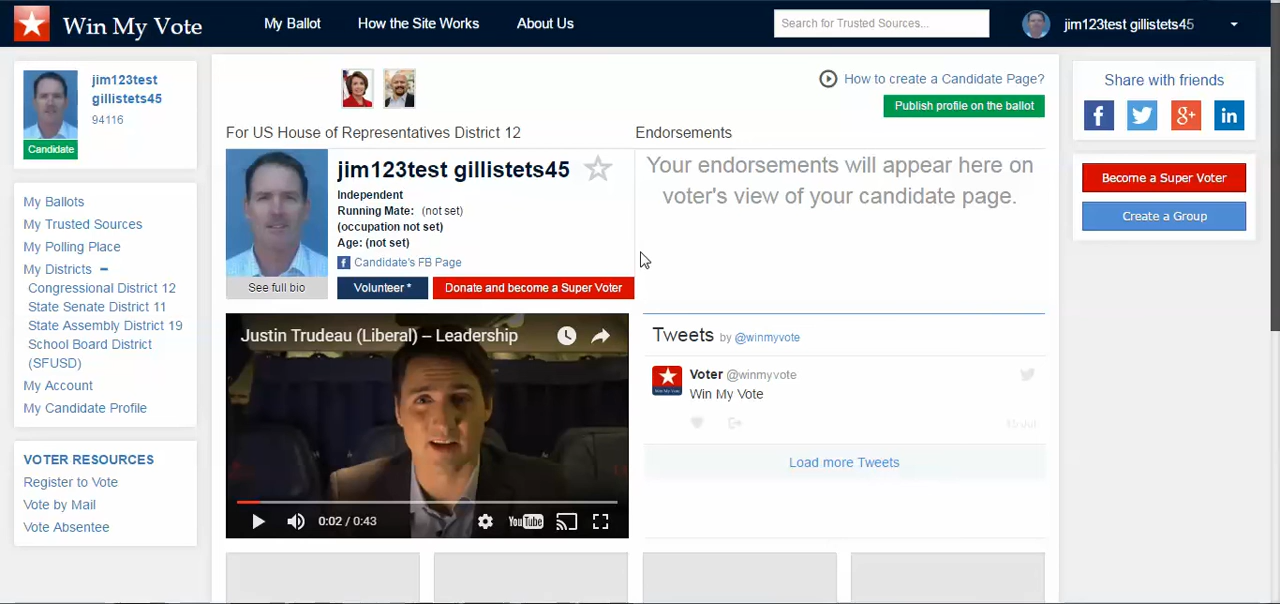 Win My Vote
My Ballot
How the Site Works
About Us
Search for Trusted Sources...
jim123test gillistets45
jim123test
gillistets45
94116
Candidate
My Ballots
My Trusted Sources
My Polling Place
My Districts
Congressional District 12
State Senate District 11
State Assembly District 19
School Board District
(SFUSD)
My Account
My Candidate Profile
VOTER RESOURCES
Register to Vote
Vote by Mail
Vote Absentee
How to create a Candidate Page?
Publish profile on the ballot
For US House of Representatives District 12
Endorsements
jim123test gillistets45
Independent
Running Mate: (not set)
(occupation not set)
Age: (not set)
Candidate's FB Page
See full bio
Volunteer *
Donate and become a Super Voter
Your endorsements will appear here on
voter's view of your candidate page.
Justin Trudeau (Liberal) – Leadership
0:02 / 0:43
YouTube
Tweets by @winmyvote
Voter @winmyvote
Win My Vote
Load more Tweets
Share with friends
f
g+
in
Become a Super Voter
Create a Group